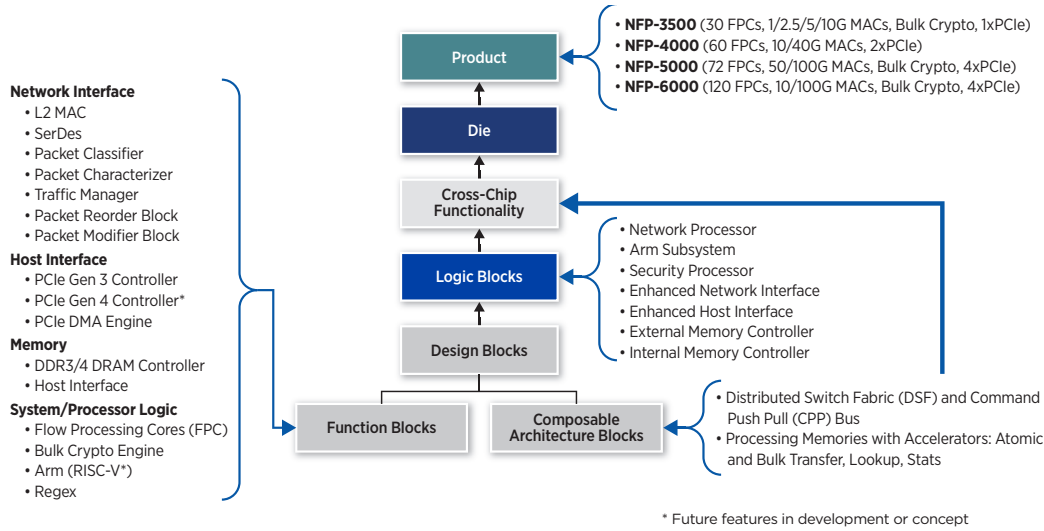 Network Interface
• L2 MAC
• SerDes
• Packet Classifier
• Packet Characterizer
• Traffic Manager
• Packet Reorder Block
• Packet Modifier Block
Host Interface
• PCIe Gen 3 Controller
• PCIe Gen 4 Controller*
• PCIe DMA Engine
Memory
• DDR3/4 DRAM Controller
• Host Interface
System/Processor Logic
• Flow Processing Cores (FPC)
• Bulk Crypto Engine
• Arm (RISC-V*)
• Regex
Product
Die
Cross-Chip
Functionality
Logic Blocks
Design Blocks
Function Blocks
Composable
Architecture Blocks
• NFP-3500 (30 FPCs, 1/2.5/5/10G MACs, Bulk Crypto, 1xPCIe)
• NFP-4000 (60 FPCs, 10/40G MACs, 2xPCIe)
• NFP-5000 (72 FPCs, 50/100G MACs, Bulk Crypto, 4xPCIe)
• NFP-6000 (120 FPCs, 10/100G MACs, Bulk Crypto, 4xPCIe)
• Network Processor
• Arm Subsystem
• Security Processor
• Enhanced Network Interface
• Enhanced Host Interface
• External Memory Controller
• Internal Memory Controller
• Distributed Switch Fabric (DSF) and Command
Push Pull (CPP) Bus
• Processing Memories with Accelerators: Atomic
and Bulk Transfer, Lookup, Stats
* Future features in development or concept